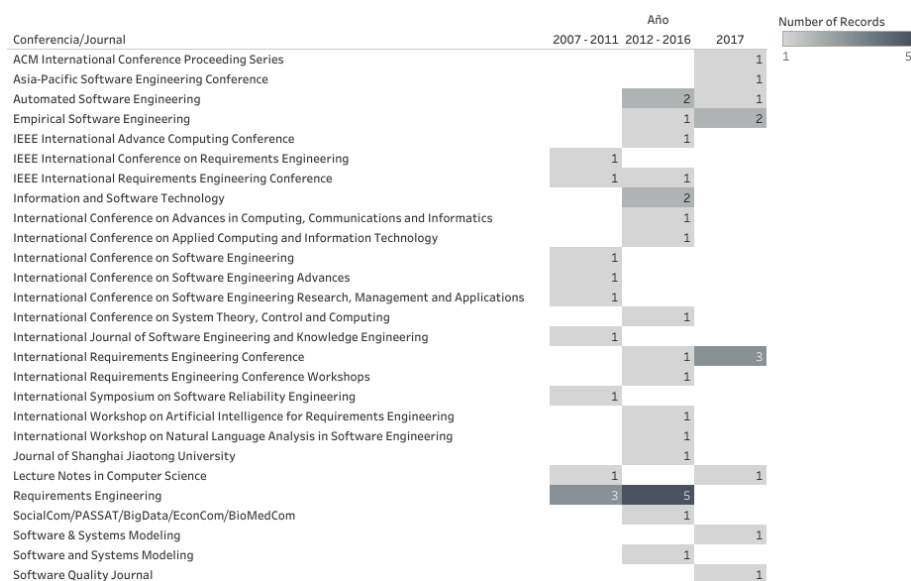 Año
Number of Records
Conferencia/Journal 2007 - 2011 2012 - 2016 2017
1 5
ACM International Conference Proceeding Series 1
Asia-Pacific Software Engineering Conference 1
Automated Software Engineering 2 1
Empirical Software Engineering 1 2
IEEE International Advance Computing Conference 1
IEEE International Conference on Requirements Engineering 1
IEEE International Requirements Engineering Conference 1 1
Information and Software Technology 2
International Conference on Advances in Computing, Communications and Informatics 1
International Conference on Applied Computing and Information Technology 1
International Conference on Software Engineering 1
International Conference on Software Engineering Advances 1
International Conference on Software Engineering Research, Management and Applications 1
International Conference on System Theory, Control and Computing 1
International Journal of Software Engineering and Knowledge Engineering 1
International Requirements Engineering Conference 1 3
International Requirements Engineering Conference Workshops 1
International Symposium on Software Reliability Engineering 1
International Workshop on Artificial Intelligence for Requirements Engineering 1
International Workshop on Natural Language Analysis in Software Engineering 1
Journal of Shanghai Jiaotong University 1
Lecture Notes in Computer Science 1 1
Requirements Engineering 3 5
SocialCom/PASSAT/BigData/EconCom/BioMedCom 1
Software & Systems Modeling 1
Software and Systems Modeling 1
Software Quality Journal 1